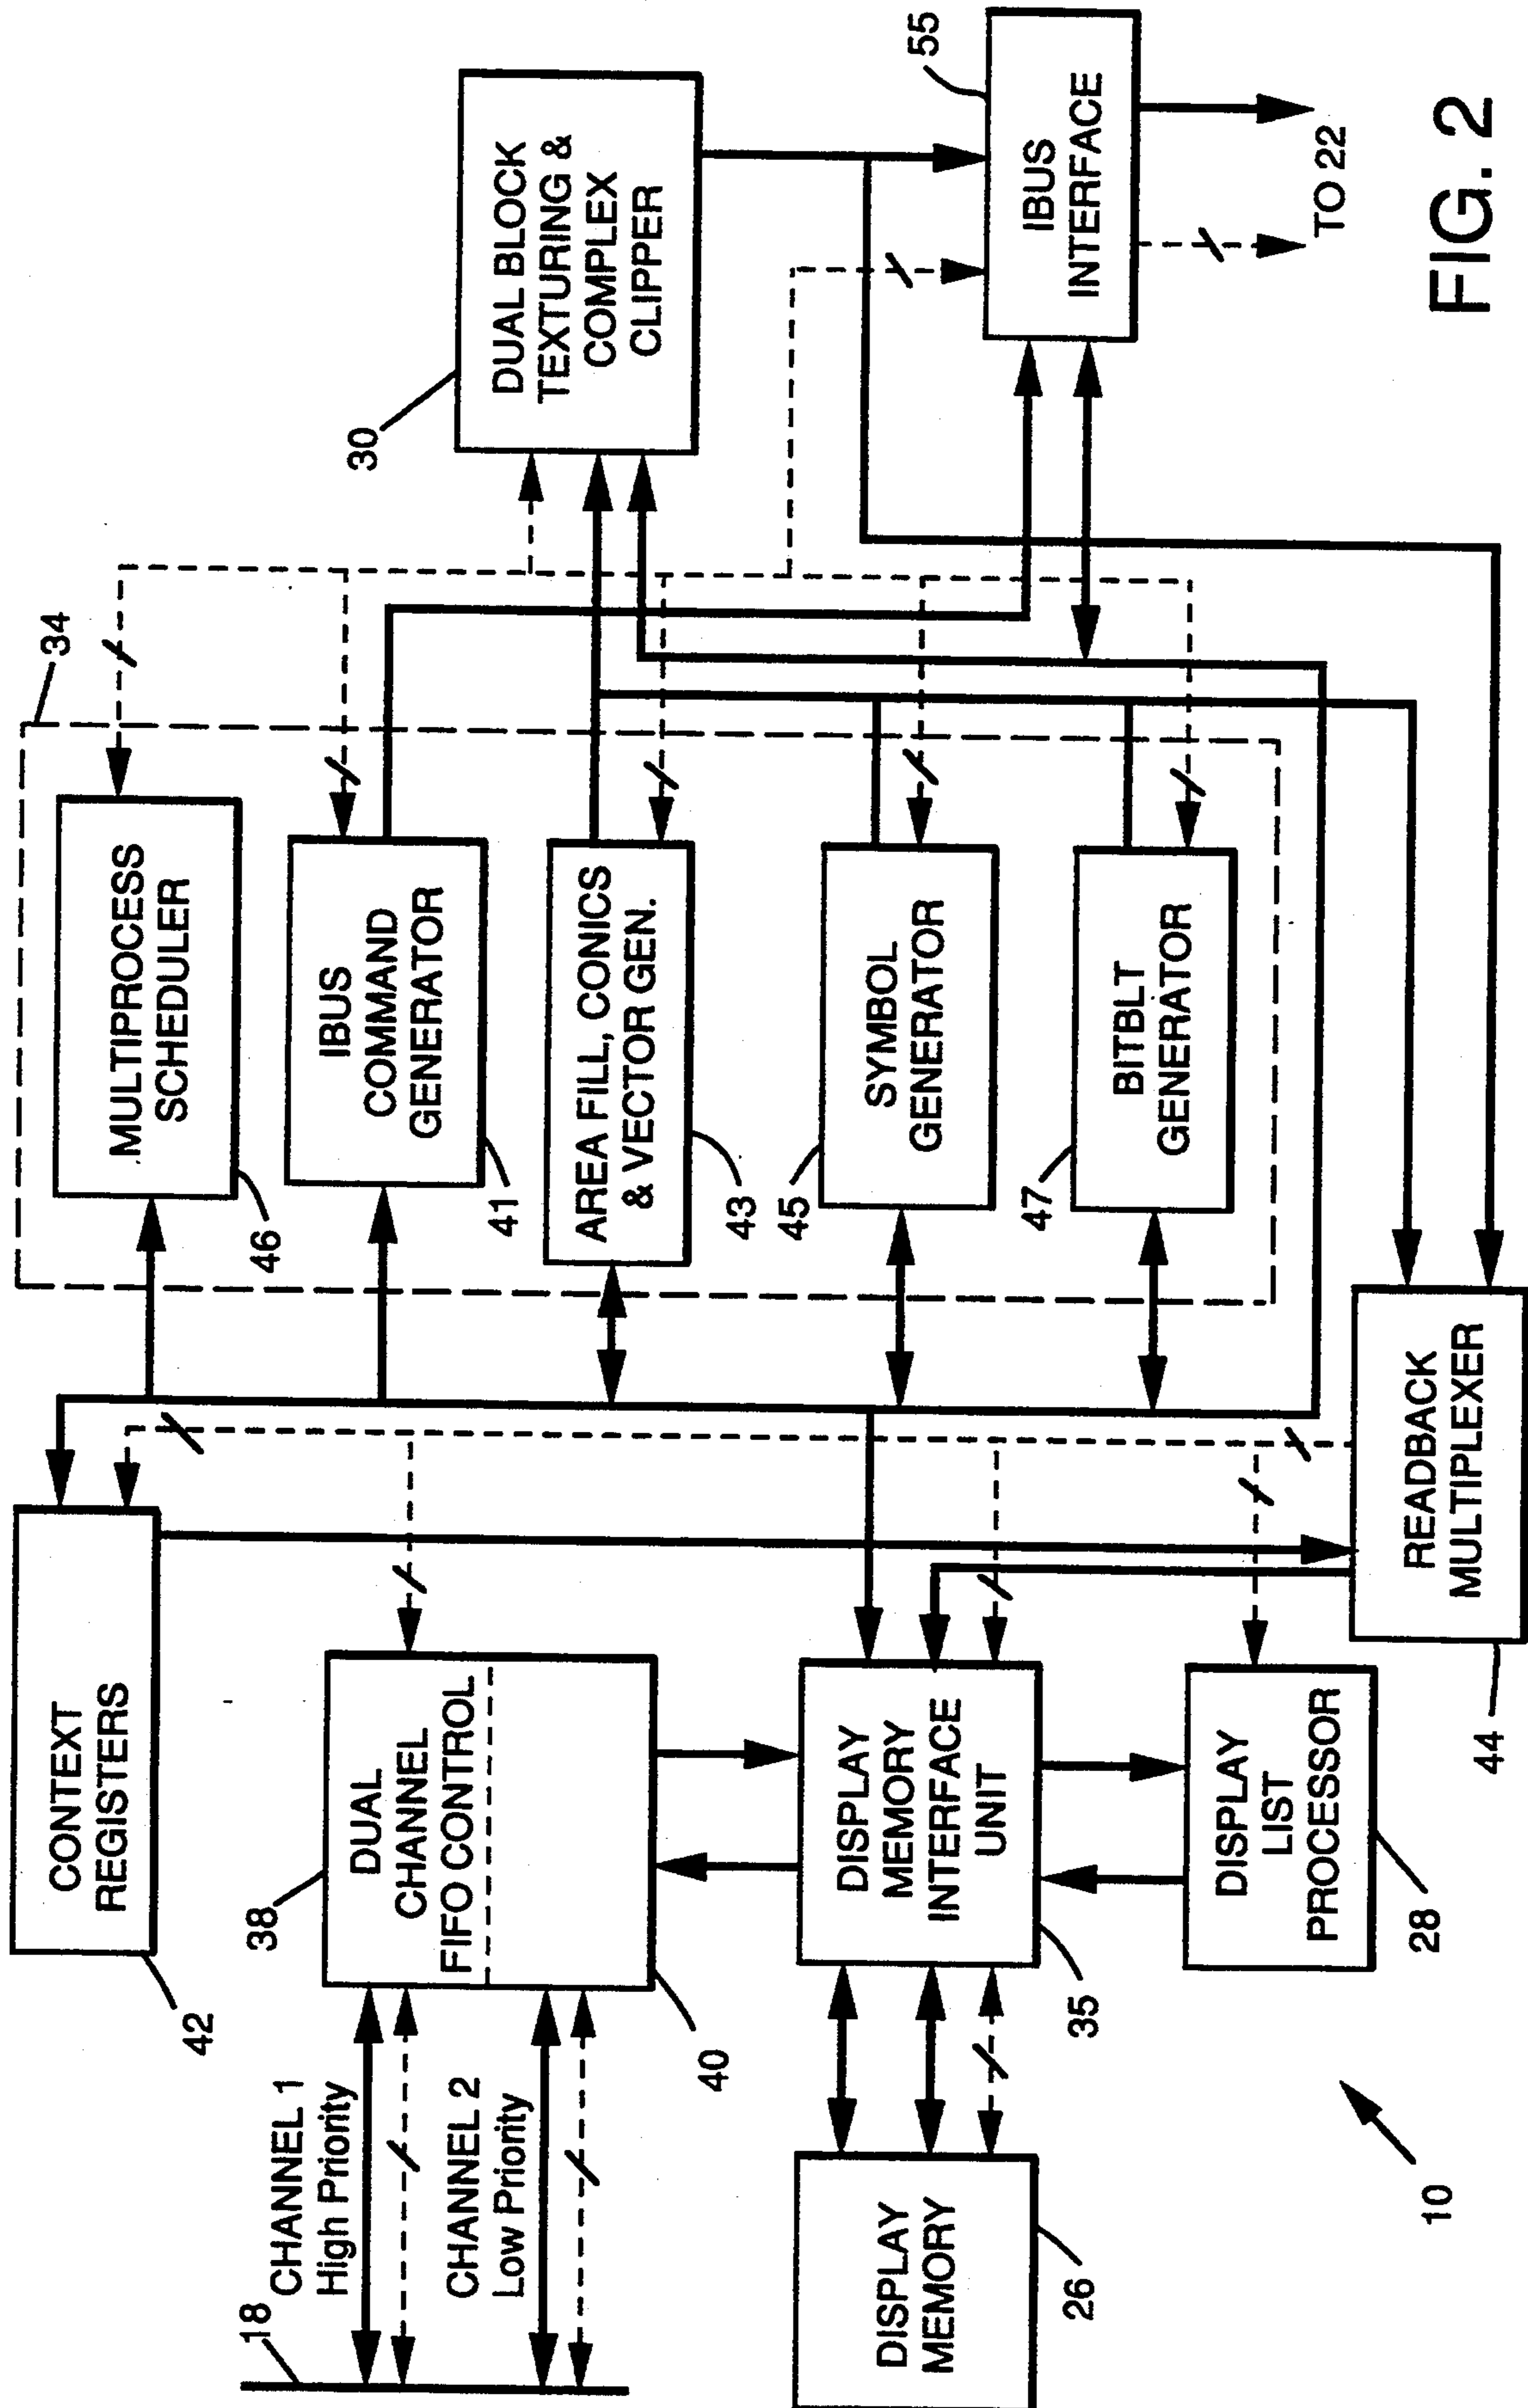 18
CHANNEL 1
High Priority
CHANNEL 2
Low Priority
42
CONTEXT
REGISTERS
38
DUAL
CHANNEL
FIFO CONTROL
40
DISPLAY
MEMORY
26
DISPLAY
MEMORY
INTERFACE
UNIT
35
DISPLAY
LIST
PROCESSOR
28
10
READBACK
MULTIPLEXER
44
34
MULTIPROCESS
SCHEDULER
46
IBUS
COMMAND
GENERATOR
41
AREA FILL, CONICS
& VECTOR GEN.
43
SYMBOL
GENERATOR
45
BITBLT
GENERATOR
47
30
DUAL BLOCK
TEXTURING &
COMPLEX
CLIPPER
55
IBUS
INTERFACE
TO 22
FIG. 2